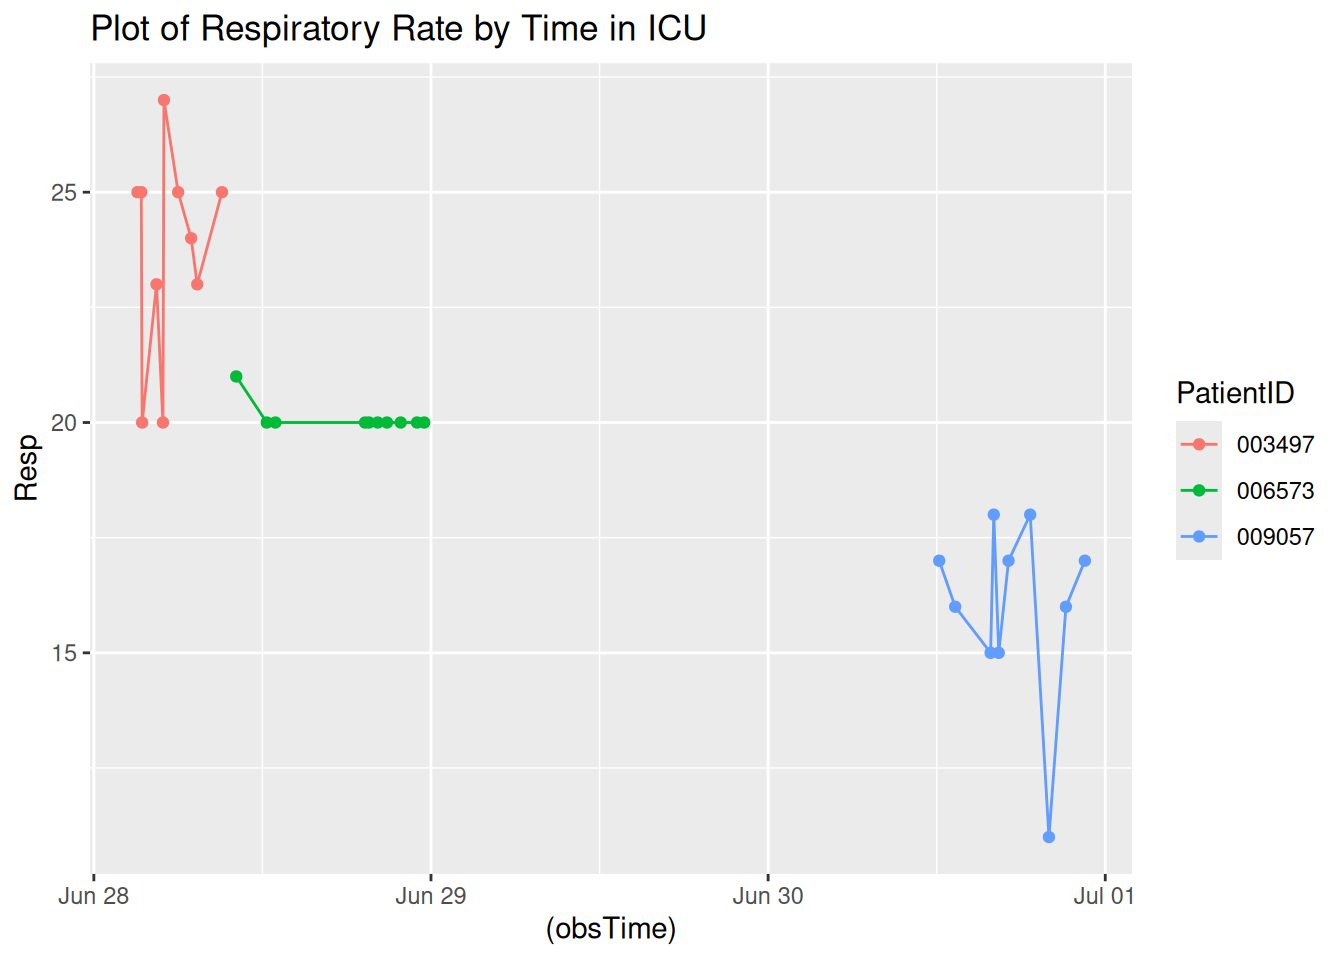 Plot of Respiratory Rate by Time in ICU
25
20
15
Resp
Jun 28
Jun 29
Jun 30
Jul 01
(obsTime)
PatientID
003497
006573
009057